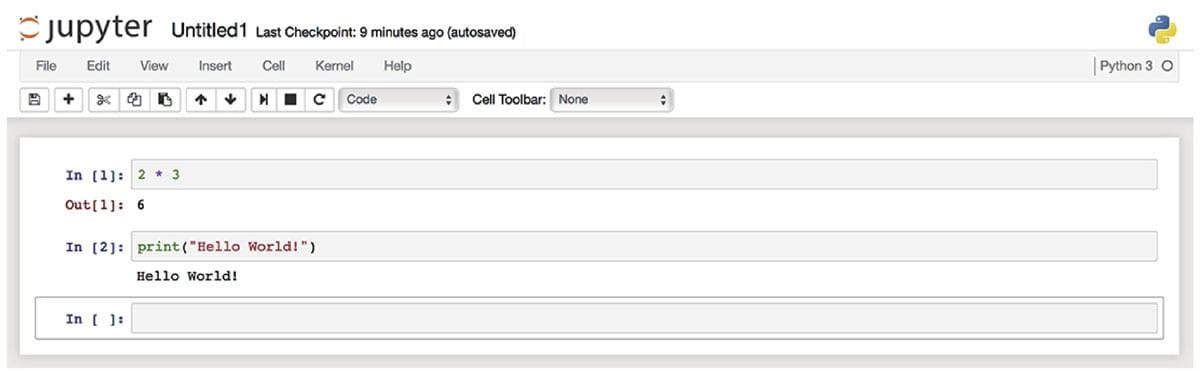 jupyter Untitled1 Last Checkpoint: 9 minutes ago (autosaved)
File Edit View Insert Cell Kernel Help Python 3
Code Cell Toolbar: None
In [1]: 2 * 3
Out[1]: 6
In [2]: print("Hello World!")
Hello World!
In [ ]: